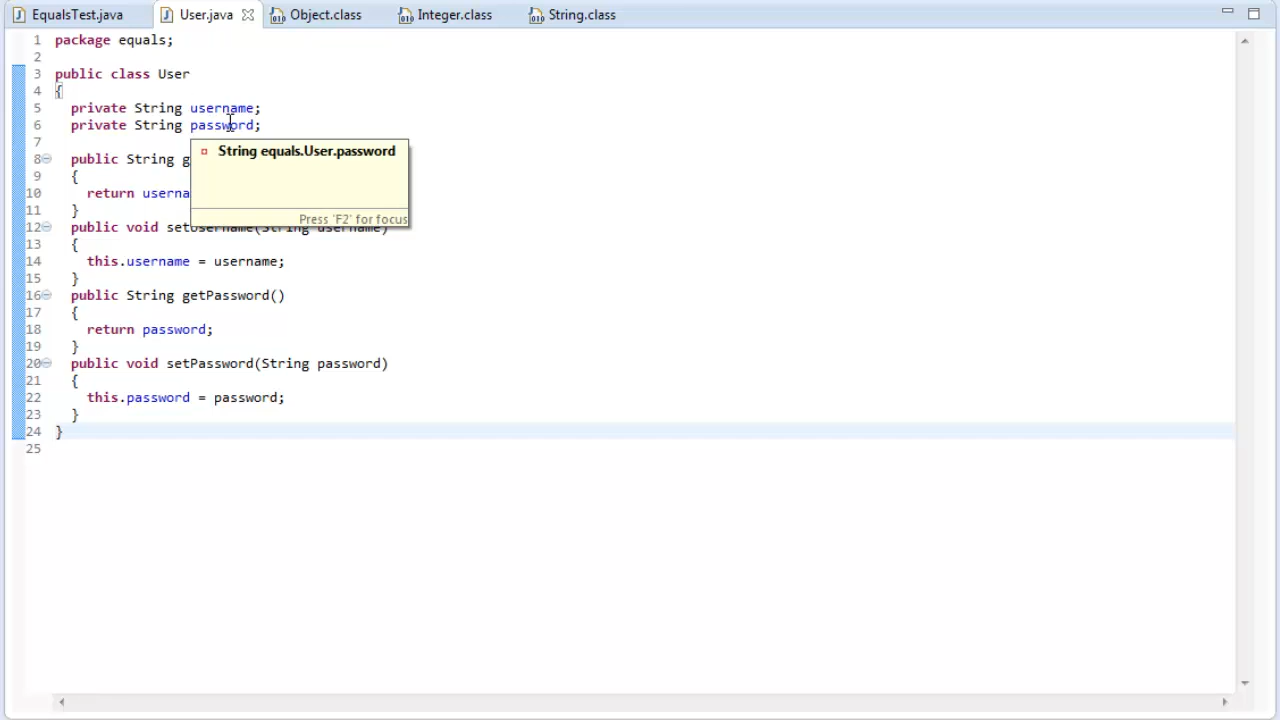 EqualsTest.java User.java Object.class Integer.class String.class
1 package equals;
2
3 public class User
4 {
5 private String username;
6 private String password;
7
String equals.User.password
8 public String g
9 {
10 return userna
11 }
Press 'F2' for focus
12 public void setUsername(String username)
13 {
14 this.username = username;
15 }
16 public String getPassword()
17 {
18 return password;
19 }
20 public void setPassword(String password)
21 {
22 this.password = password;
23 }
24 }
25